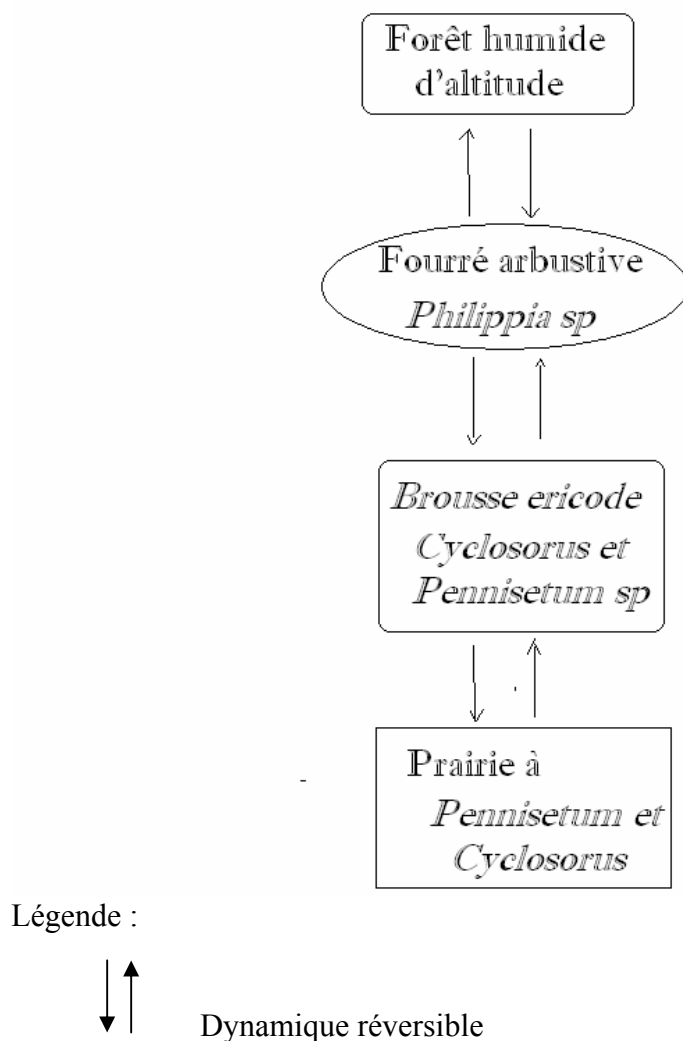 Forêt humide
d'altitude
Fourré arbustive
Philippia sp
Brousse ericode
Cyclosorus et
Pennisetum sp
Prairie à
Pennisetum et
Cyclosorus
Légende :
Dynamique réversible